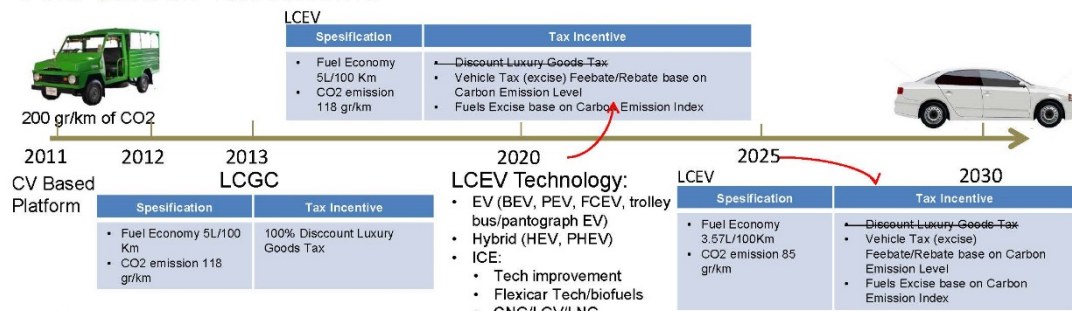 LCEV
Spesification
Tax Incentive
• Fuel Economy
5L/100 Km
• CO2 emission
118 gr/km
• Discount Luxury Goods Tax
• Vehicle Tax (excise) Feebate/Rebate base on
Carbon Emission Level
• Fuels Excise base on Carbon Emission Index
200 gr/km of CO2
2011
2012
2013
2020
2025
2030
CV Based
Platform
LCGC
Spesification
Tax Incentive
• Fuel Economy 5L/100
Km
• CO2 emission 118
gr/km
100% Disccount Luxury
Goods Tax
LCEV Technology:
• EV (BEV, PEV, FCEV, trolley
bus/pantograph EV)
• Hybrid (HEV, PHEV)
• ICE:
• Tech improvement
• Flexicar Tech/biofuels
LCEV
Spesification
Tax Incentive
• Fuel Economy
3.57L/100Km
• CO2 emission 85
gr/km
• Discount Luxury Goods Tax
• Vehicle Tax (excise)
Feebate/Rebate base on Carbon
Emission Level
• Fuels Excise base on Carbon
Emission Index